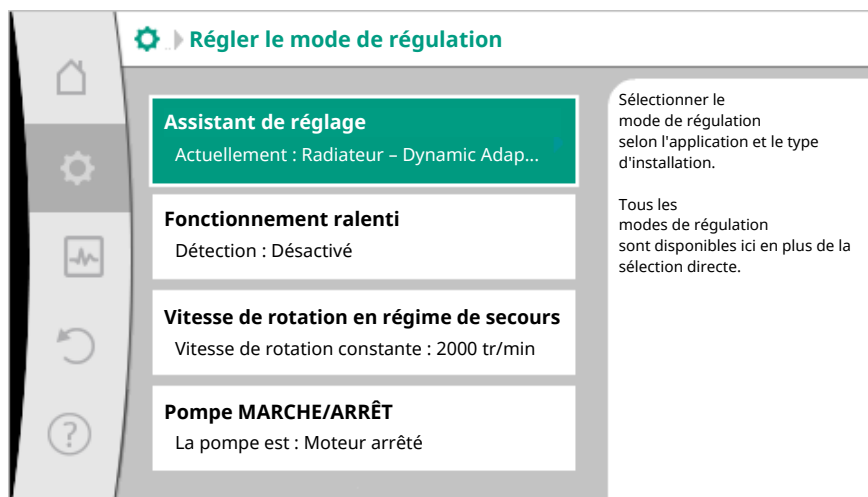 Régler le mode de régulation
Assistant de réglage
Actuellement : Radiateur – Dynamic Adap...
Fonctionnement ralenti
Détection : Désactivé
Vitesse de rotation en régime de secours
Vitesse de rotation constante : 2000 tr/min
Pompe MARCHE/ARRÊT
La pompe est : Moteur arrêté
Sélectionner le
mode de régulation
selon l'application et le type
d'installation.
Tous les
modes de régulation
sont disponibles ici en plus de la
sélection directe.